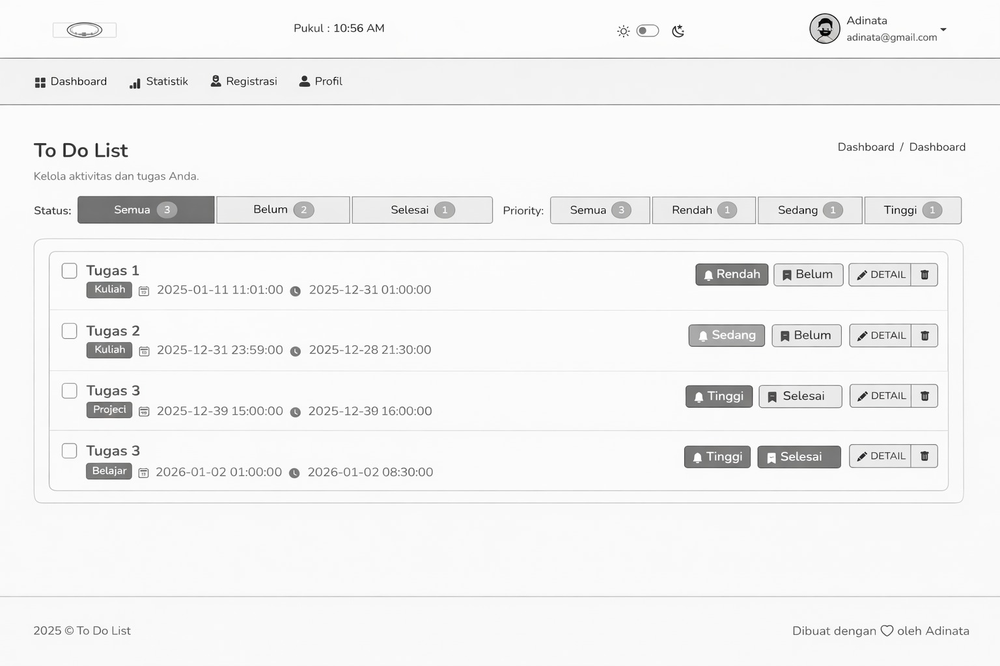 Pukul : 10:56 AM
Adinata
adinata@gmail.com
Dashboard Statistik Registrasi Profil
To Do List
Dashboard / Dashboard
Kelola aktivitas dan tugas Anda.
Status: Semua 3 Belum 2 Selesai 1 Priority: Semua 3 Rendah 1 Sedang 1 Tinggi 1
Tugas 1
Rendah Belum DETAIL
Kuliah 2025-01-11 11:01:00 2025-12-31 01:00:00
Tugas 2
Sedang Belum DETAIL
Kuliah 2025-12-31 23:59:00 2025-12-28 21:30:00
Tugas 3
Tinggi Selesai DETAIL
Projeci 2025-12-39 15:00:00 2025-12-39 16:00:00
Tugas 3
Tinggi Selesai DETAIL
Belajar 2026-01-02 01:00:00 2026-01-02 08:30:00
2025 © To Do List
Dibuat dengan ♡ oleh Adinata